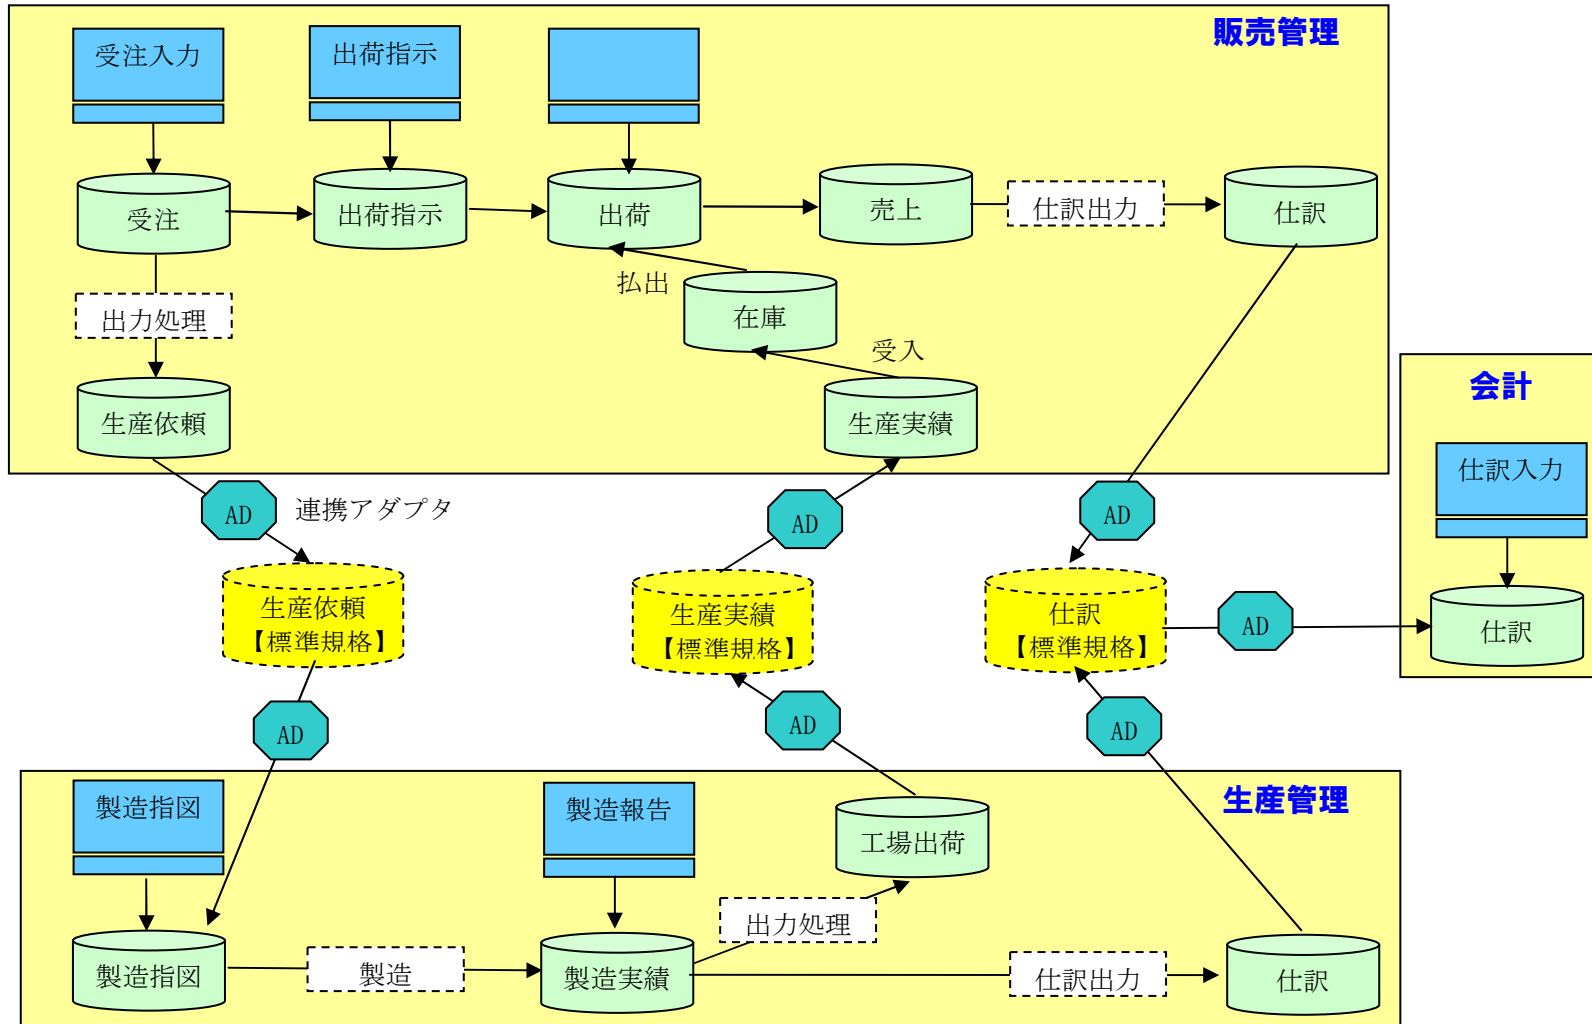 販売管理
受注入力
出荷指示
受注
出荷指示
出荷
売上
仕訳出力
仕訳
払出
在庫
出力処理
受入
生産依頼
生産実績
会計
仕訳入力
仕訳
AD
連携アダプタ
AD
AD
生産依頼
【標準規格】
生産実績
【標準規格】
仕訳
【標準規格】
AD
AD
AD
AD
生産管理
製造指図
製造報告
工場出荷
出力処理
製造指図
製造
製造実績
仕訳出力
仕訳